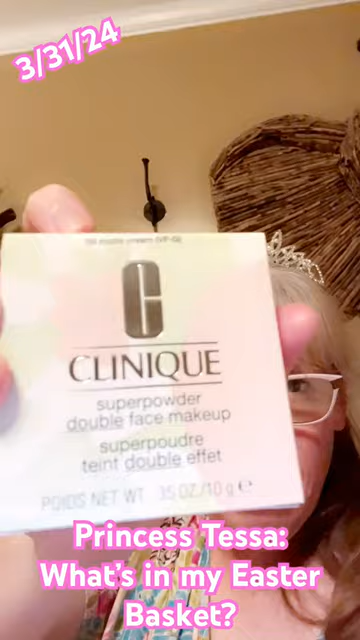 3/31/24
CLINIQUE
superpowder
double face makeup
superpoudre
teint double effet
POIDS NET WT. .35 OZ/10 g e
Princess Tessa:
What's in my Easter
Basket?